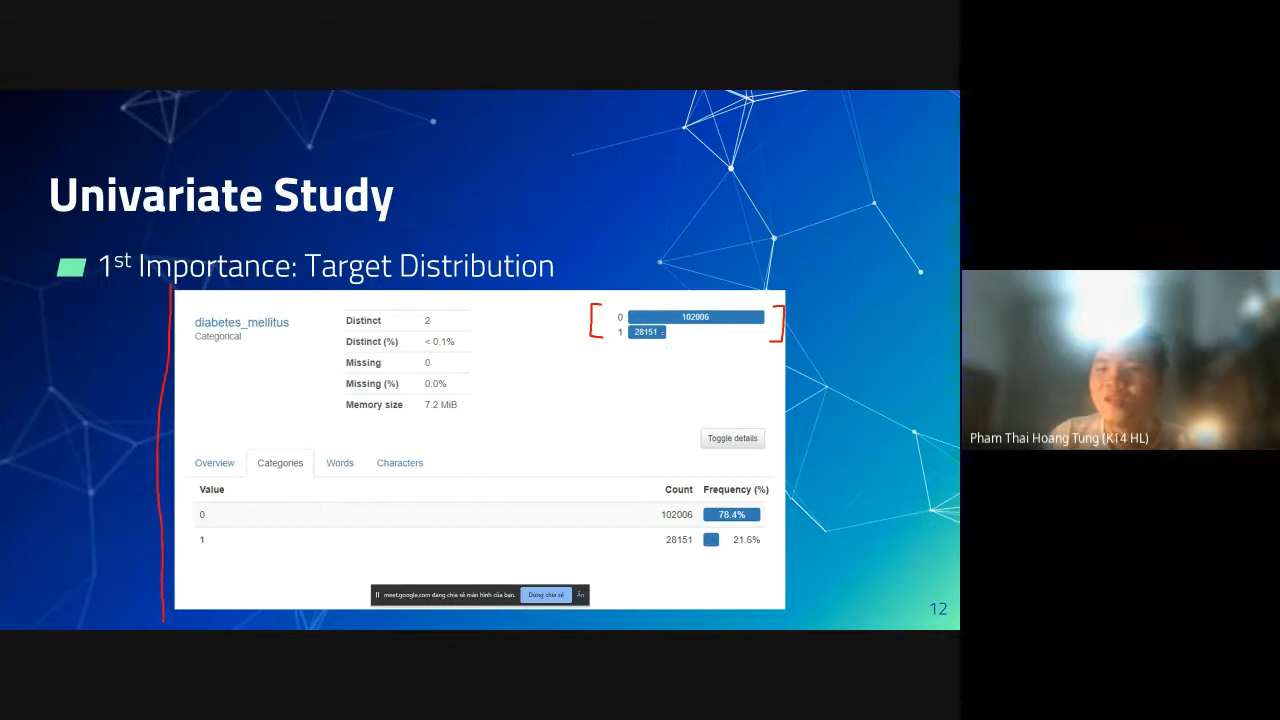 Univariate Study
1st Importance: Target Distribution
diabetes_mellitus
Categorical
Distinct 2
Distinct (%) < 0.1%
Missing 0
Missing (%) 0.0%
Memory size 7.2 MiB
0 102006
1 28151
Toggle details
Overview Categories Words Characters
Value Count Frequency (%)
0 102006 78.4%
1 28151 21.6%
meet.google.com đang chia sẻ màn hình của bạn. Dừng chia sẻ Ẩn
12
Pham Thai Hoang Tung (K14 HL)